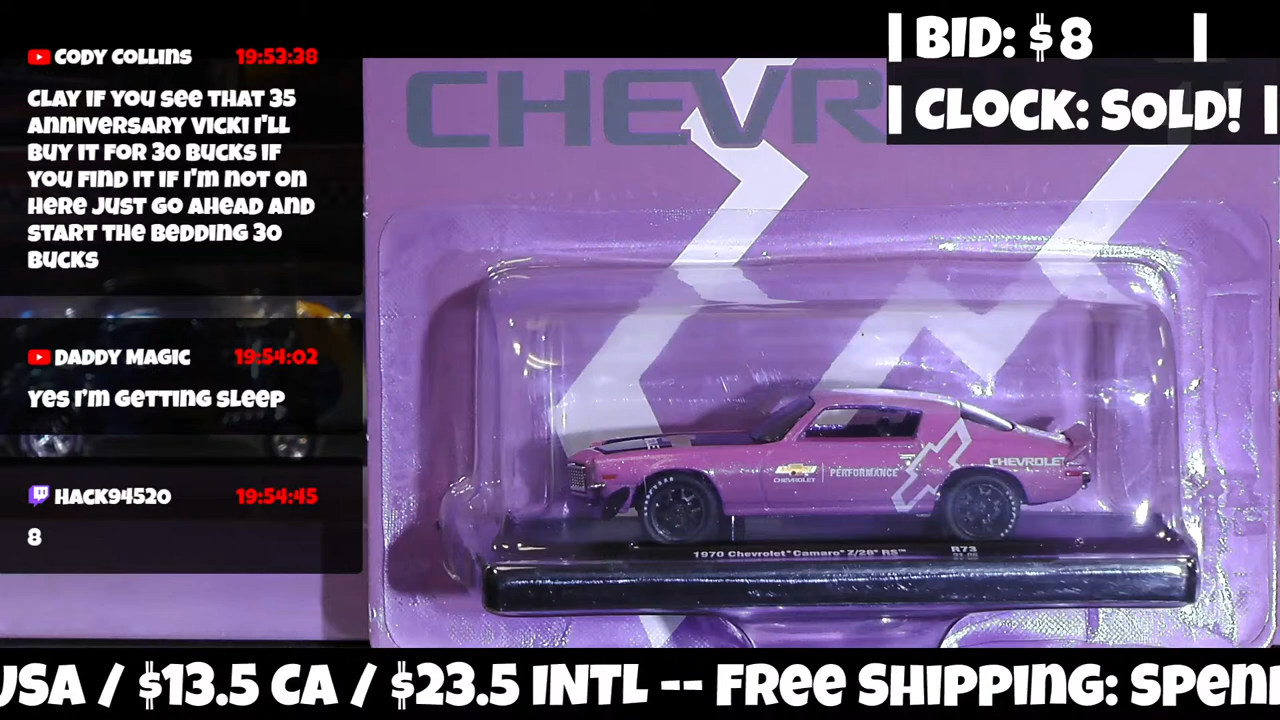 CODY COLLINS 19:53:38
CLAY IF YOU SEE THAT 35
ANNIVERSARY VICKI I'LL
BUY IT FOR 30 BUCKS IF
YOU FIND IT IF I'M NOT ON
HERE JUST GO AHEAD AND
START THE BEDDING 30
BUCKS
DADDY MAGIC 19:54:02
YES I'M GETTING SLEEP
HACK94520 19:54:45
8
| BID: $8 |
| CLOCK: SOLD! |
CHEVR
CHEVROLET
PERFORMANCE
CHEVROLET
1970 Chevrolet® Camaro® Z/28® RS™ R73
USA / $13.5 CA / $23.5 INTL -- FREE SHIPPING: SPEN